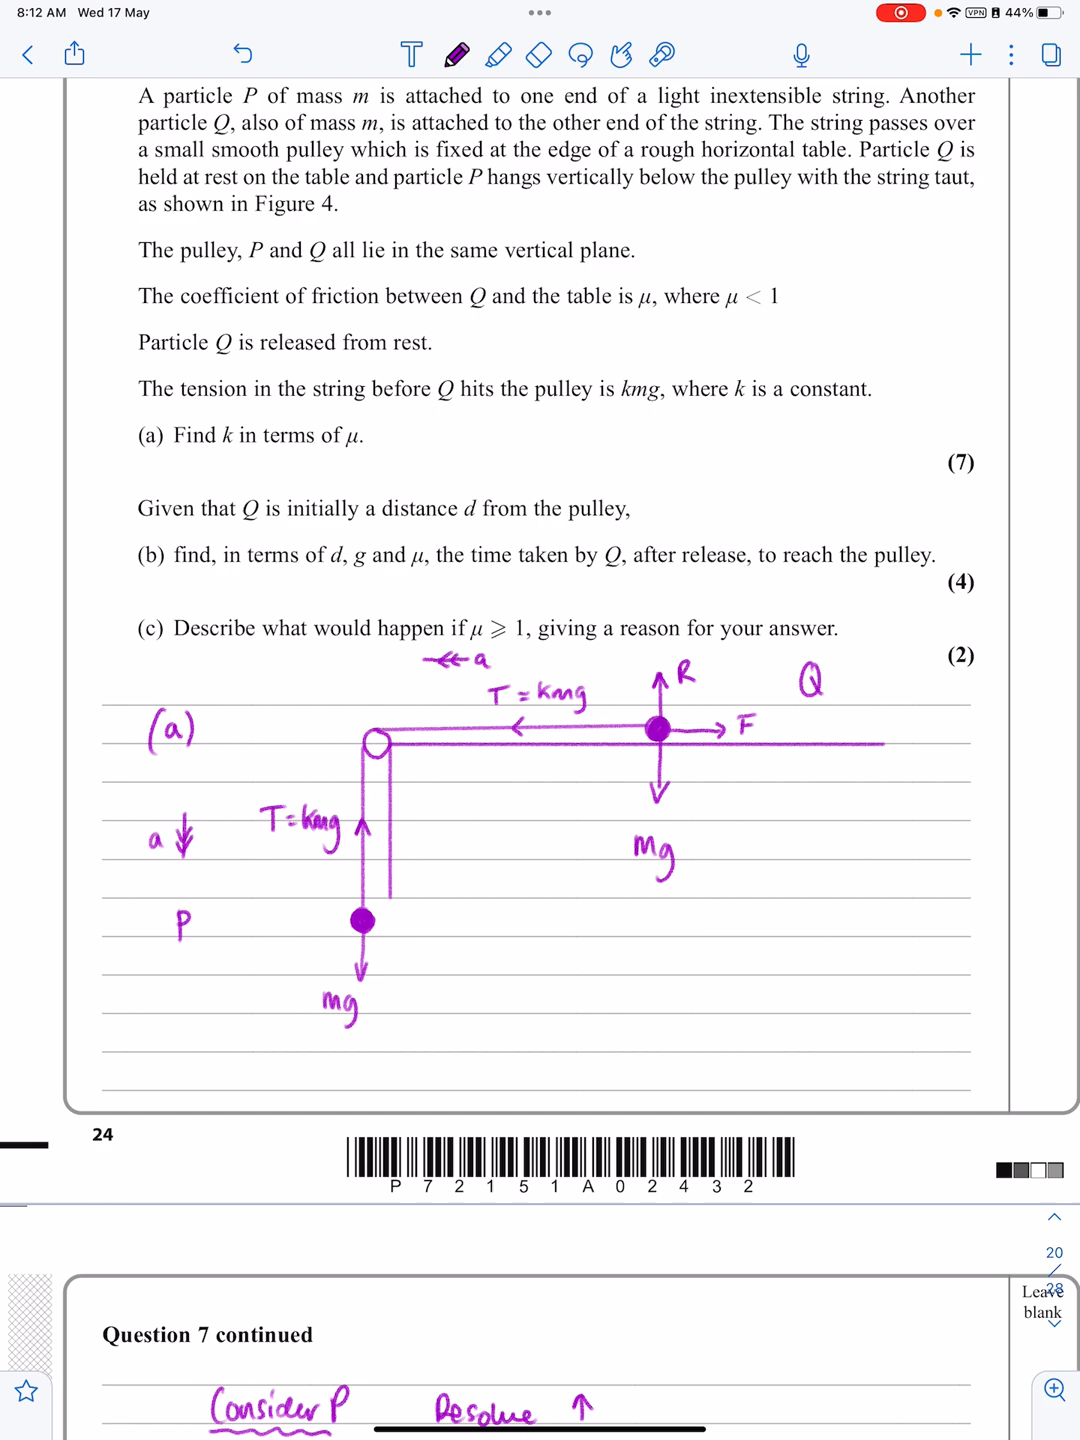 8:12 AM Wed 17 May
VPN
44%
T
A particle P of mass m is attached to one end of a light inextensible string. Another
particle Q, also of mass m, is attached to the other end of the string. The string passes over
a small smooth pulley which is fixed at the edge of a rough horizontal table. Particle Q is
held at rest on the table and particle P hangs vertically below the pulley with the string taut,
as shown in Figure 4.
The pulley, P and Q all lie in the same vertical plane.
The coefficient of friction between Q and the table is μ, where μ < 1
Particle Q is released from rest.
The tension in the string before Q hits the pulley is kmg, where k is a constant.
(a) Find k in terms of μ.
(7)
Given that Q is initially a distance d from the pulley,
(b) find, in terms of d, g and μ, the time taken by Q, after release, to reach the pulley.
(4)
(c) Describe what would happen if μ ⩾ 1, giving a reason for your answer.
(2)
a
R
Q
T = kmg
(a)
F
T = kmg
a
mg
P
mg
24
P 7 2 1 5 1 A 0 2 4 3 2
20
/
28
Leave
blank
Question 7 continued
Consider P Resolve ↑